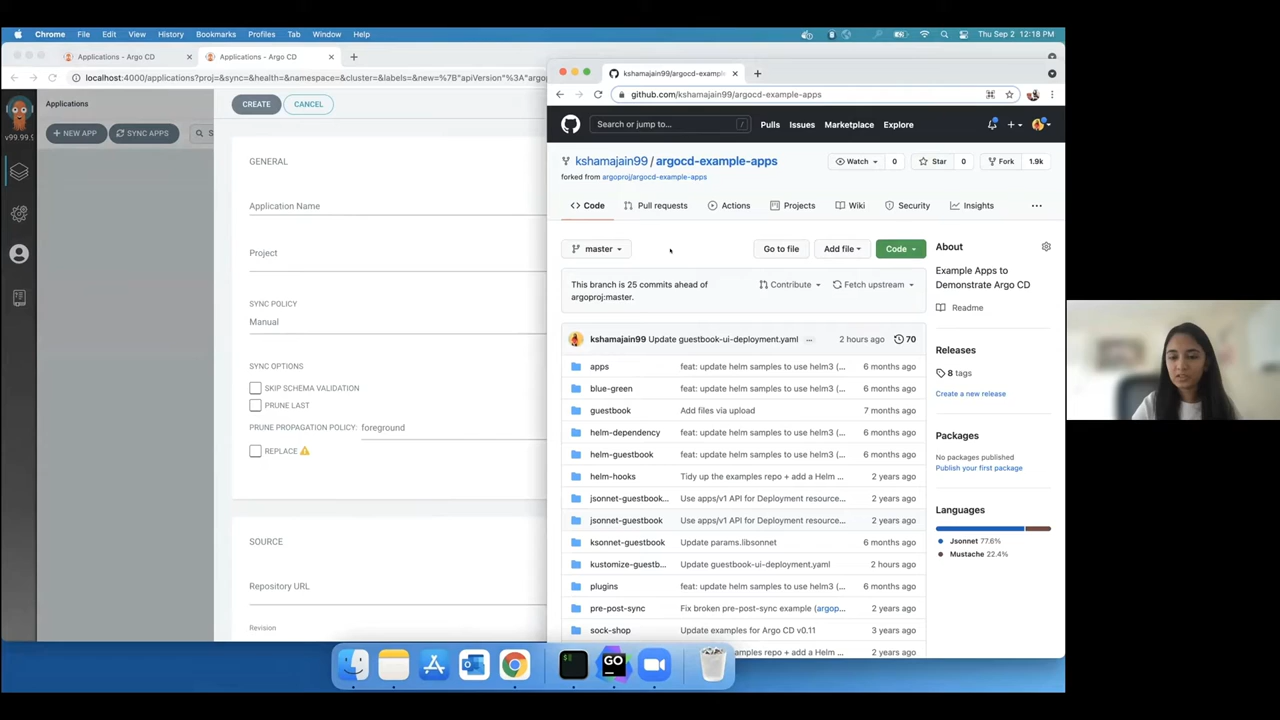 Chrome File Edit View History Bookmarks Profiles Tab Window Help
Thu Sep 2 12:18 PM
Applications - Argo CD
Applications - Argo CD
localhost:4000/applications?proj=&sync=&health=&namespace=&cluster=&labels=&new=%7B"apiVersion"%3A"argop
v99.99.9
Applications
+ NEW APP
SYNC APPS
CREATE
CANCEL
GENERAL
Application Name
Project
SYNC POLICY
Manual
SYNC OPTIONS
SKIP SCHEMA VALIDATION
PRUNE LAST
PRUNE PROPAGATION POLICY: foreground
REPLACE
SOURCE
Repository URL
Revision
kshamajain99/argocd-example
github.com/kshamajain99/argocd-example-apps
Search or jump to... /
Pulls Issues Marketplace Explore
kshamajain99 / argocd-example-apps
forked from argoproj/argocd-example-apps
Watch 0
Star 0
Fork 1.9k
Code Pull requests Actions Projects Wiki Security Insights
master
Go to file
Add file
Code
This branch is 25 commits ahead of
argoproj:master.
Contribute
Fetch upstream
kshamajain99 Update guestbook-ui-deployment.yaml ... 2 hours ago 70
apps feat: update helm samples to use helm3 (... 6 months ago
blue-green feat: update helm samples to use helm3 (... 6 months ago
guestbook Add files via upload 7 months ago
helm-dependency feat: update helm samples to use helm3 (... 6 months ago
helm-guestbook feat: update helm samples to use helm3 (... 6 months ago
helm-hooks Tidy up the examples repo + add a Helm ... 2 years ago
jsonnet-guestbook... Use apps/v1 API for Deployment resource... 2 years ago
jsonnet-guestbook Use apps/v1 API for Deployment resource... 2 years ago
ksonnet-guestbook Update params.libsonnet 6 months ago
kustomize-guestb... Update guestbook-ui-deployment.yaml 2 hours ago
plugins feat: update helm samples to use helm3 (... 6 months ago
pre-post-sync Fix broken pre-post-sync example (argop... 2 years ago
sock-shop Update examples for Argo CD v0.11 3 years ago
2 years ago
About
Example Apps to
Demonstrate Argo CD
Readme
Releases
8 tags
Create a new release
Packages
No packages published
Publish your first package
Languages
Jsonnet 77.6%
Mustache 22.4%
GO